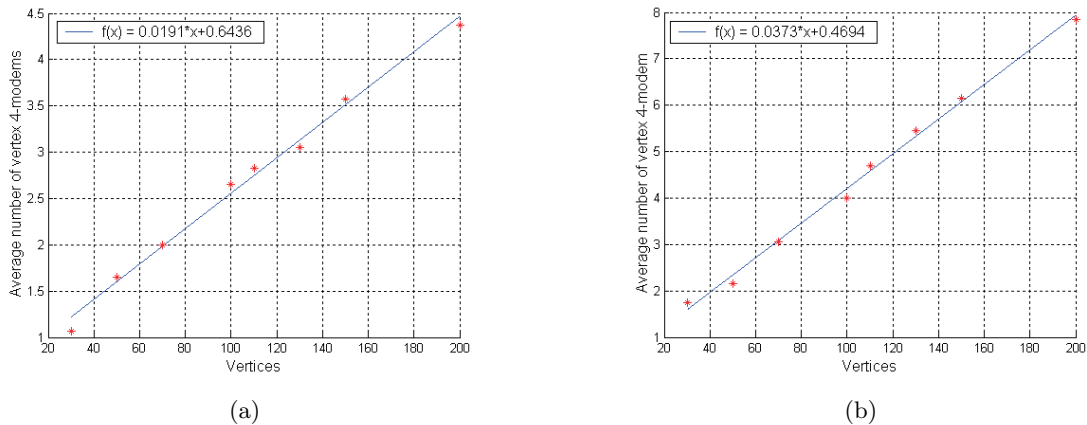 f(x) = 0.0191*x+0.6436
4.5
4
3.5
3
2.5
2
1.5
1
Average number of vertex 4-modems
20 40 60 80 100 120 140 160 180 200
Vertices
(a)
f(x) = 0.0373*x+0.4694
8
7
6
5
4
3
2
1
Average number of vertex 4-modem
20 40 60 80 100 120 140 160 180 200
Vertices
(b)